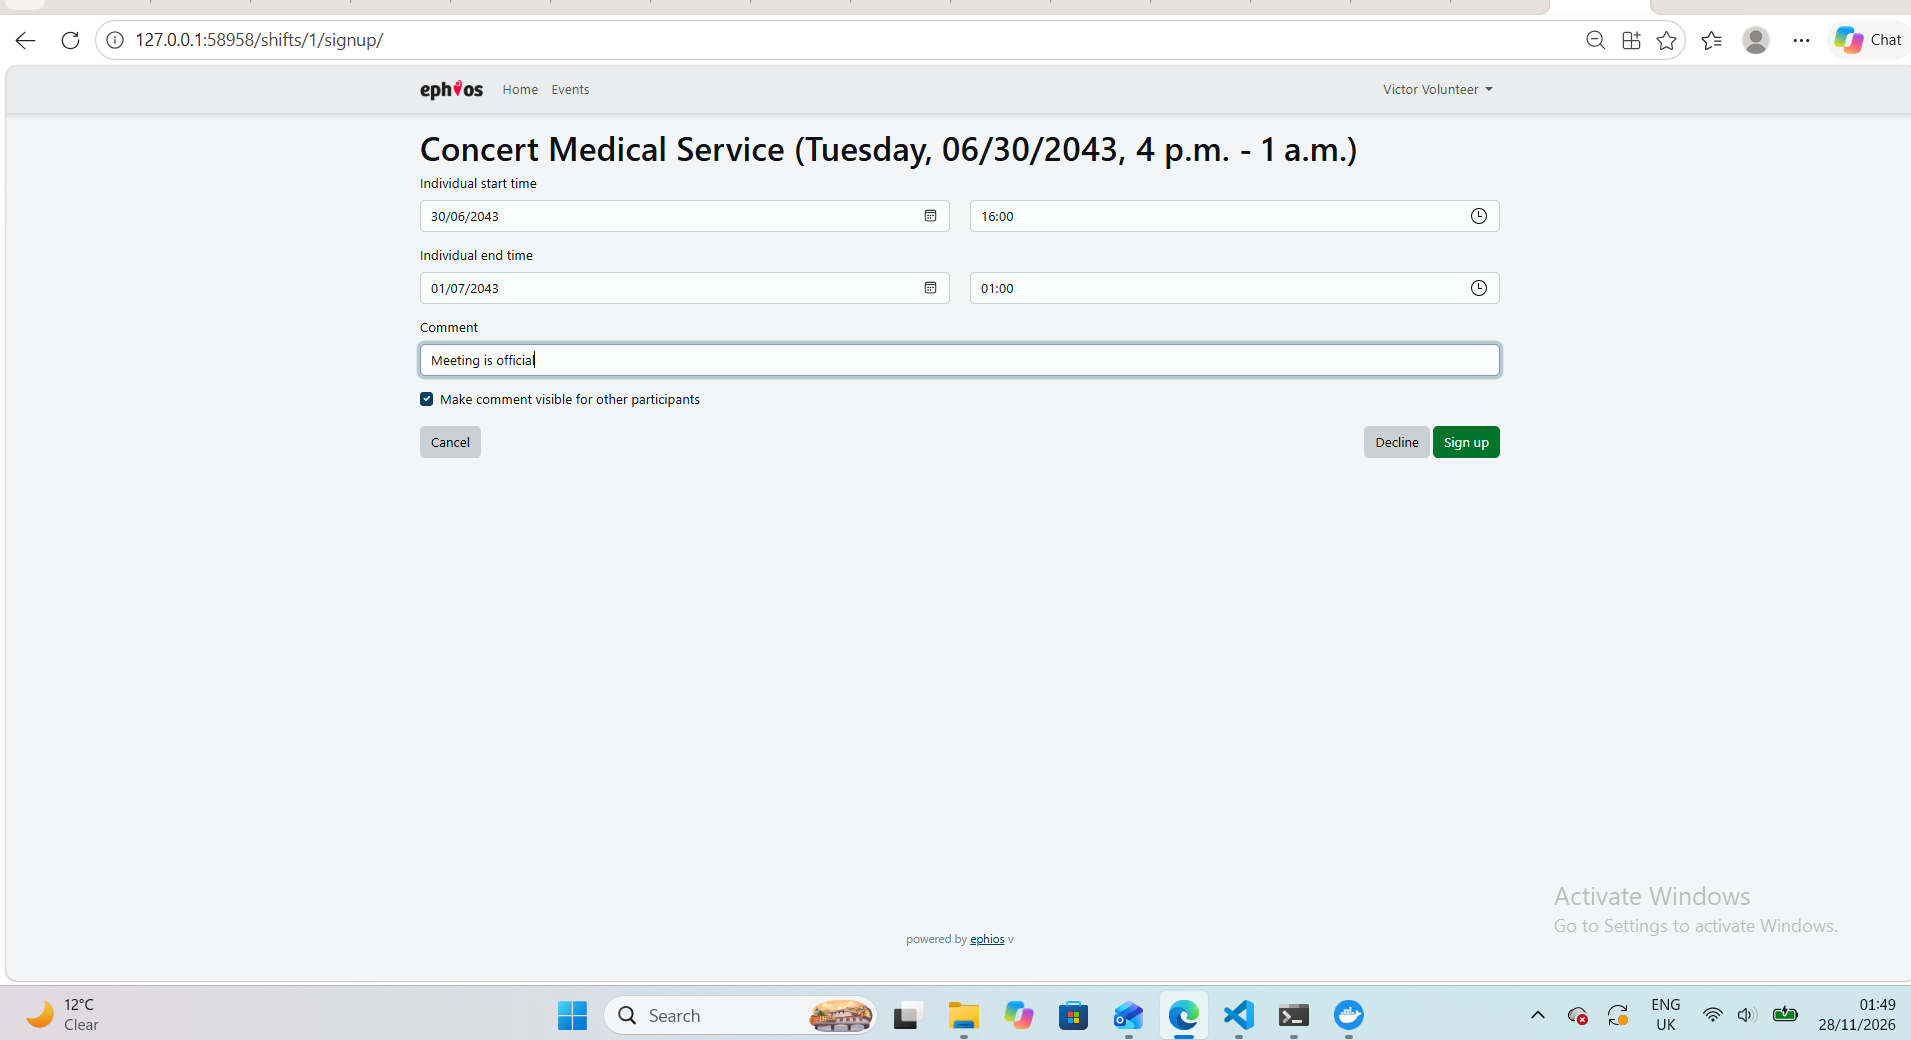 127.0.0.1:58958/shifts/1/signup/
Chat
ephios Home Events Victor Volunteer
Concert Medical Service (Tuesday, 06/30/2043, 4 p.m. - 1 a.m.)
Individual start time
30/06/2043 16:00
Individual end time
01/07/2043 01:00
Comment
Meeting is official
Make comment visible for other participants
Cancel Decline Sign up
Activate Windows
Go to Settings to activate Windows.
powered by ephios v
12°C
Clear
Search
ENG
UK
01:49
28/11/2026